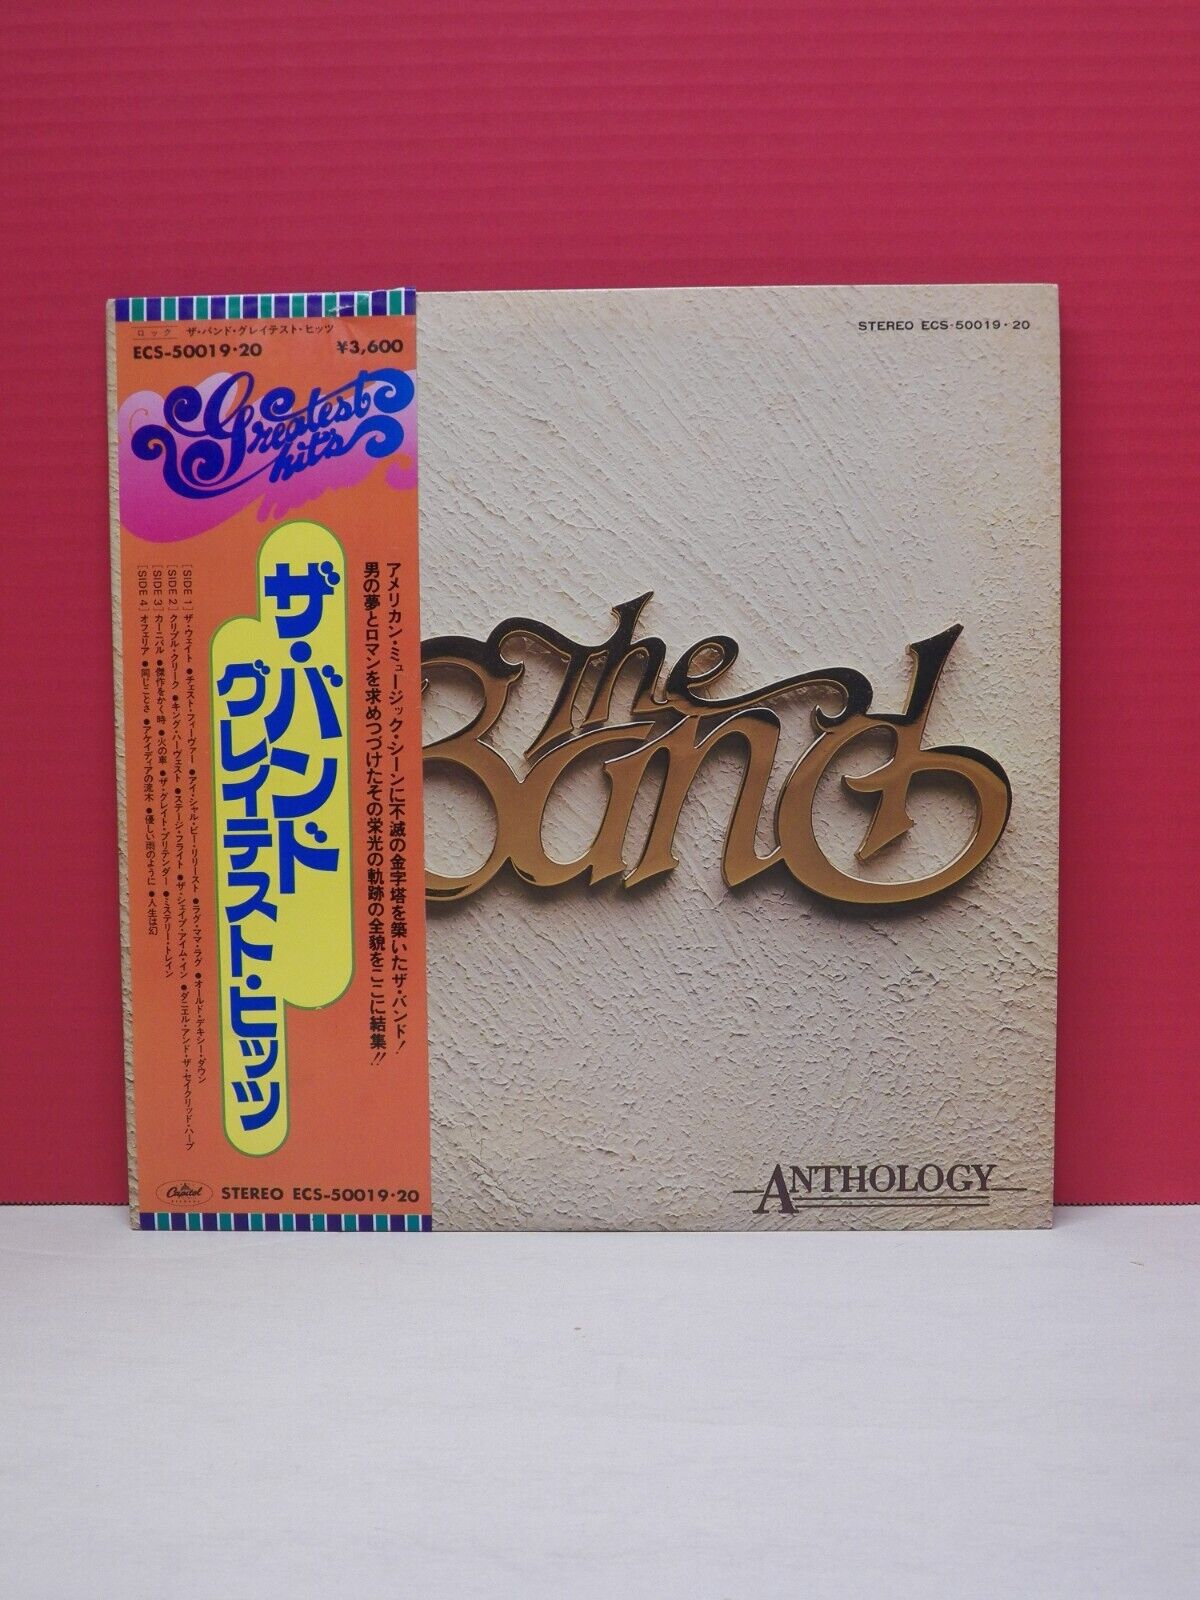 ロック ザ・バンド・グレイテスト・ヒッツ
ECS-50019・20 ¥3,600
Greatest
hit's
アメリカン・ミュージック・シーンに不滅の金字塔を築いたザ・バンド!
男の夢とロマンを求めつづけたその栄光の軌跡の全貌をここに結集!!
ザ・バンド
グレイテスト・ヒッツ
[SIDE 1] ザ・ウェイト●チェスト・フィーヴァー●アイ・シャル・ビー・リリースト●ラグ・ママ・ラグ●オールド・デキシー・ダウン
[SIDE 2] クリプル・クリーク●キング・ハーヴェスト●ステージ・フライト●ザ・シェイプ・アイム・イン●ダニエル・アンド・ザ・セイクリッド・ハープ
[SIDE 3] カーニバル●傑作をかく時●火の車●ザ・グレイト・プリテンダー●ミステリー・トレイン
[SIDE 4] オフェリア●同じことさ●アケイディアの流木●優しい雨のように●人生は幻
Capitol
RECORDS
STEREO ECS-50019・20
STEREO ECS-50019・20
The
Band
ANTHOLOGY